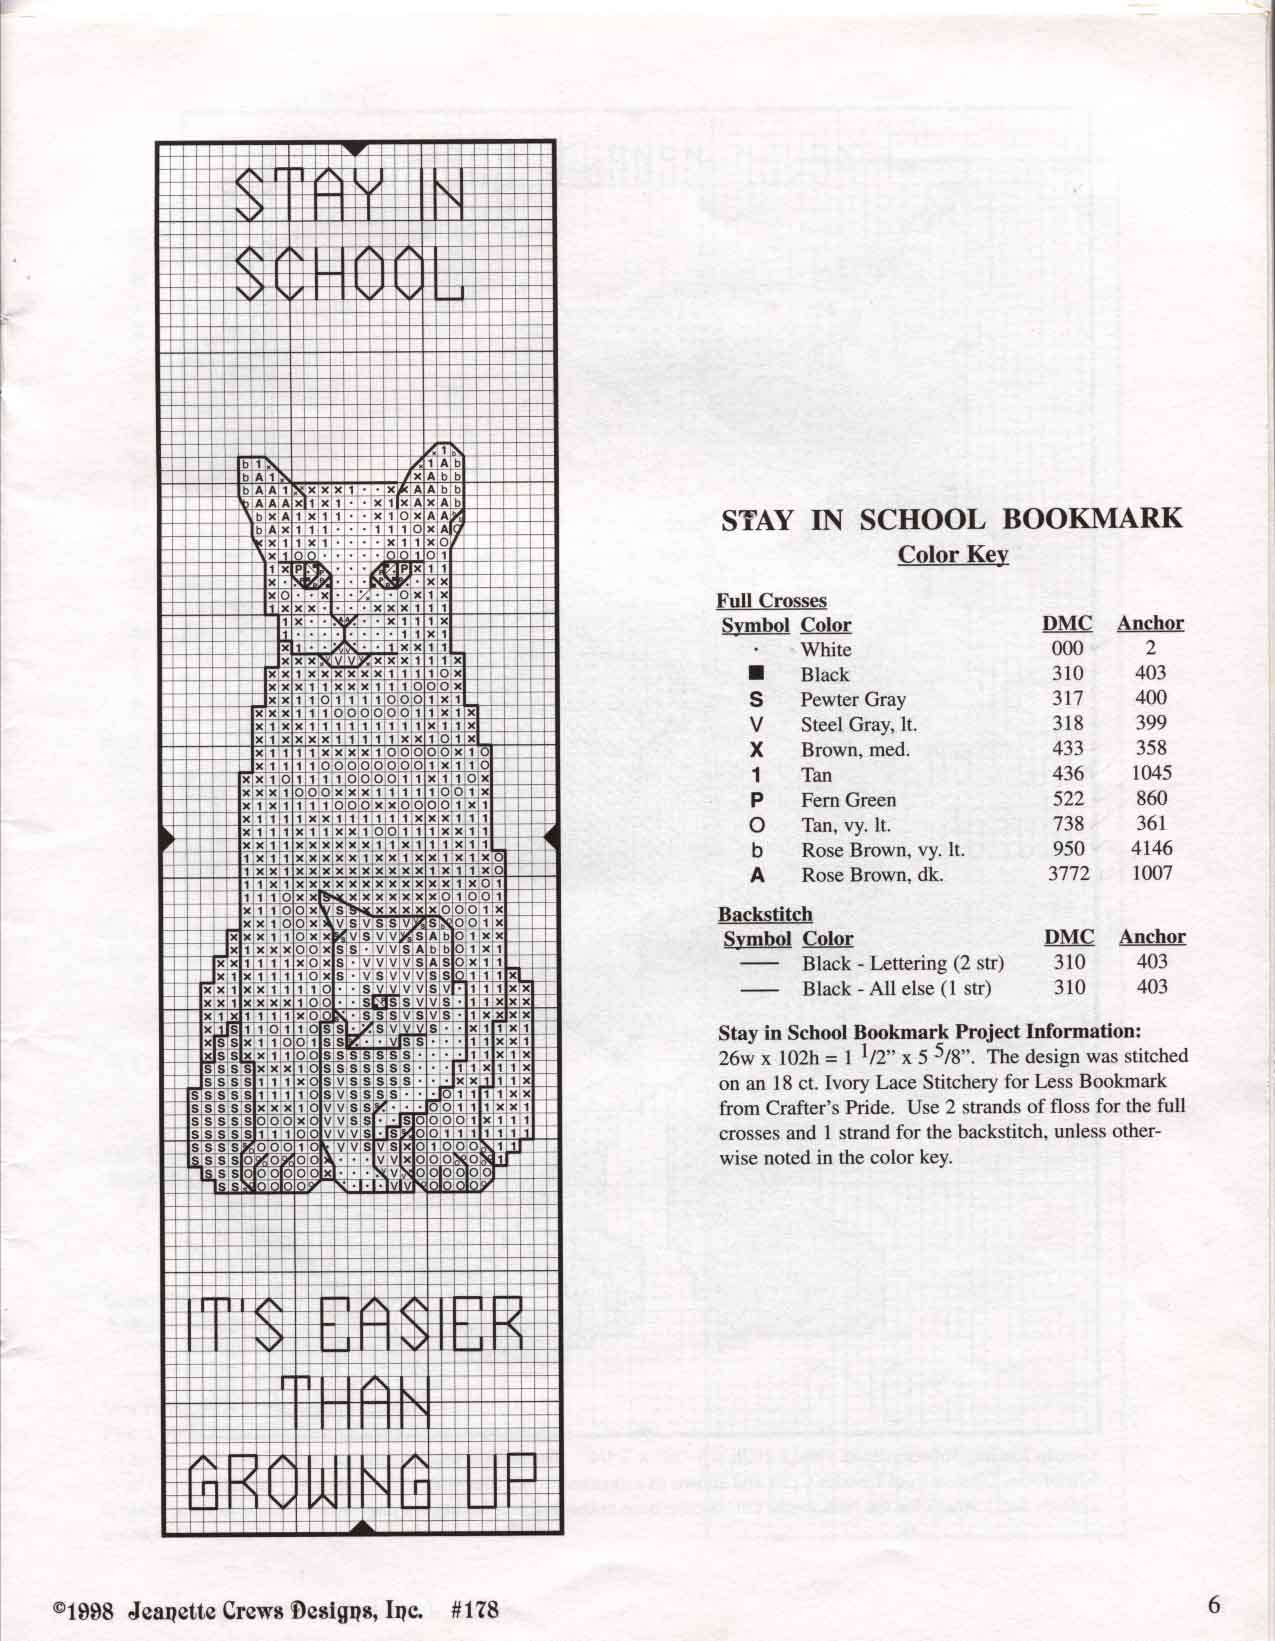 STAY IN
SCHOOL
IT'S EASIER
THAN
GROWING UP
STAY IN SCHOOL BOOKMARK
Color Key
Full Crosses
Symbol Color DMC Anchor
· White 000 2
■ Black 310 403
S Pewter Gray 317 400
V Steel Gray, lt. 318 399
X Brown, med. 433 358
1 Tan 436 1045
P Fern Green 522 860
O Tan, vy. lt. 738 361
b Rose Brown, vy. lt. 950 4146
A Rose Brown, dk. 3772 1007
Backstitch
Symbol Color DMC Anchor
— Black - Lettering (2 str) 310 403
— Black - All else (1 str) 310 403
Stay in School Bookmark Project Information:
26w x 102h = 1 1/2” x 5 5/8”. The design was stitched
on an 18 ct. Ivory Lace Stitchery for Less Bookmark
from Crafter's Pride. Use 2 strands of floss for the full
crosses and 1 strand for the backstitch, unless other-
wise noted in the color key.
©1998 Jeanette Crews Designs, Inc. #178
6